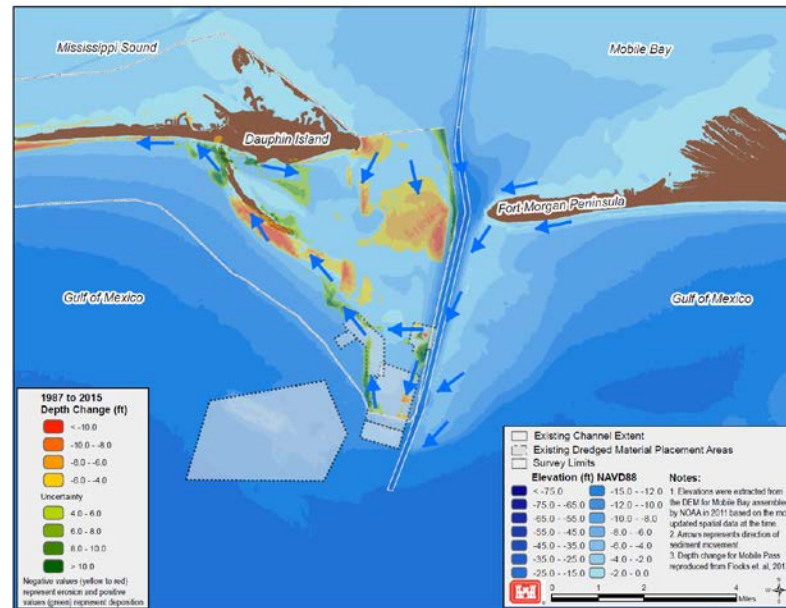 Mississippi Sound
Mobile Bay
Dauphin Island
Fort Morgan Peninsula
Gulf of Mexico
Gulf of Mexico
1987 to 2015
Depth Change (ft)
< -10.0
-10.0 - -8.0
-8.0 - -6.0
-6.0 - -4.0
Uncertainty
4.0 - 6.0
6.0 - 8.0
8.0 - 10.0
> 10.0
Negative values (yellow to red)
represent erosion and positive
values (green) represent deposition
Existing Channel Extent
Existing Dredged Material Placement Areas
Survey Limits
Elevation (ft) NAVD88
< -75.0
-75.0 - -65.0
-65.0 - -55.0
-55.0 - -45.0
-45.0 - -35.0
-35.0 - -25.0
-25.0 - -15.0
-15.0 - -12.0
-12.0 - -10.0
-10.0 - -8.0
-8.0 - -6.0
-6.0 - -4.0
-4.0 - -2.0
-2.0 - 0.0
Notes:
1. Elevations were extracted from
the DEM for Mobile Bay assembled
by NOAA in 2011 based on the mo
updated spatial data at the time.
2. Arrows represents direction of
sediment movement.
3. Depth change for Mobile Pass
reproduced from Flocks et. al, 201
0 1 2 4
Miles